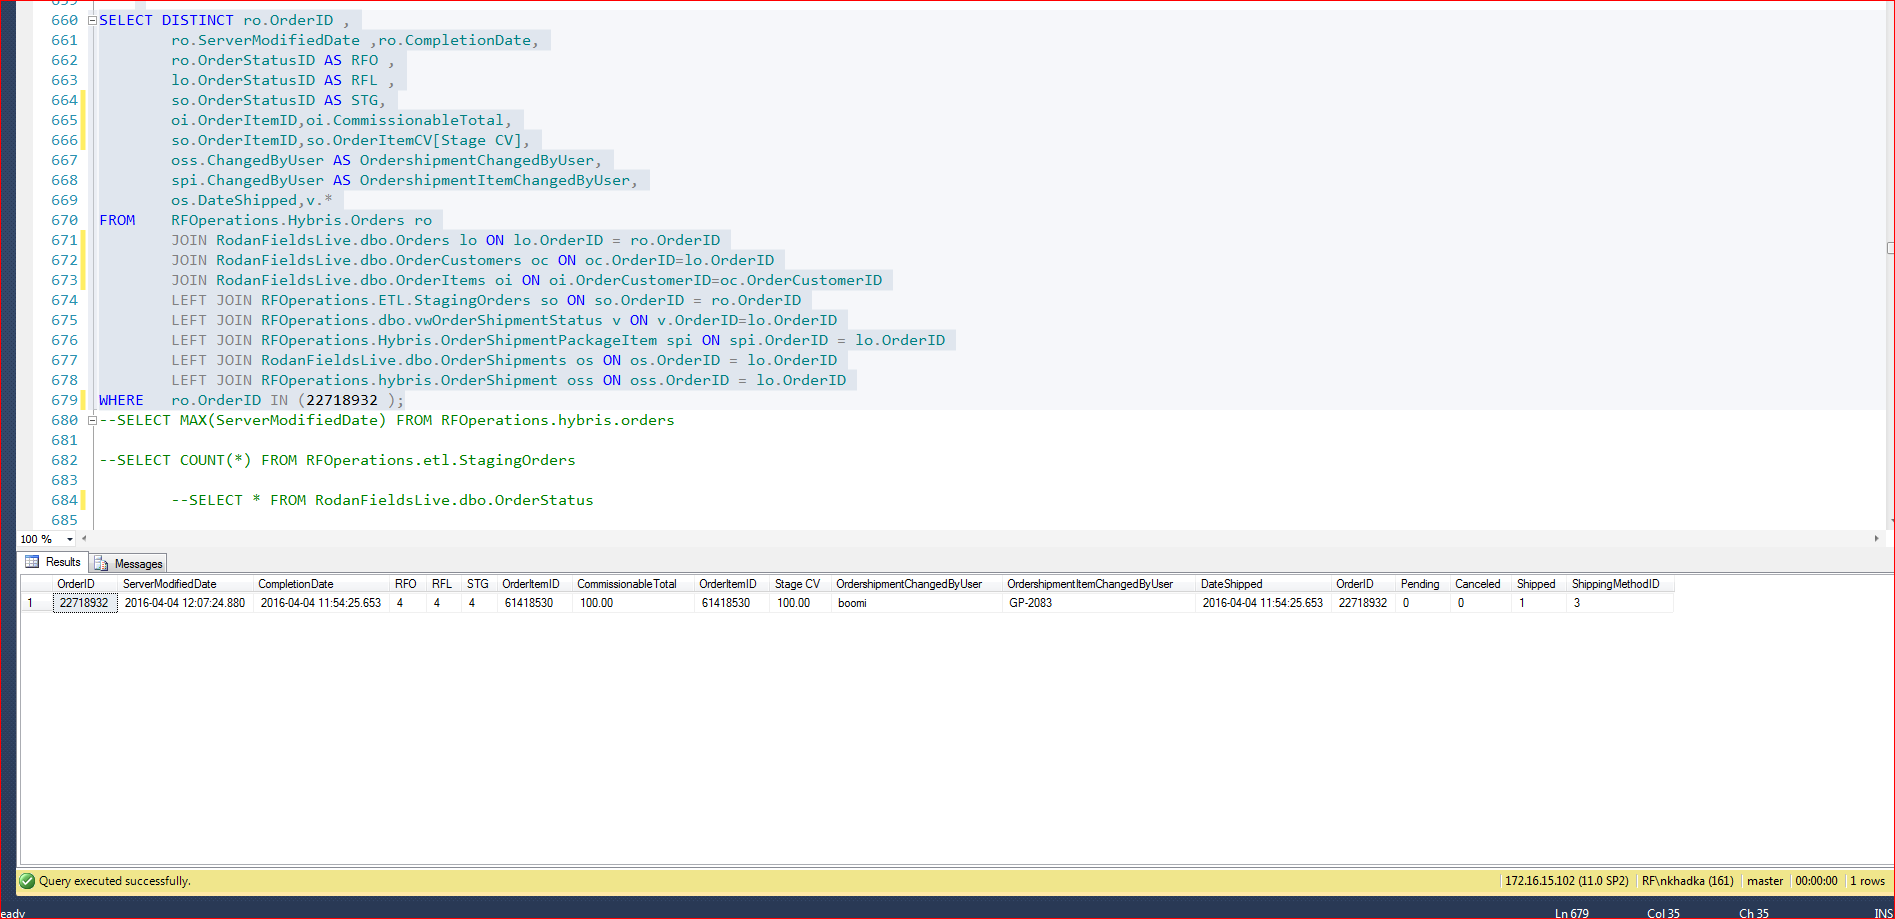 660 SELECT DISTINCT ro.OrderID ,
661 ro.ServerModifiedDate ,ro.CompletionDate,
662 ro.OrderStatusID AS RFO ,
663 lo.OrderStatusID AS RFL ,
664 so.OrderStatusID AS STG,
665 oi.OrderItemID,oi.CommissionableTotal,
666 so.OrderItemID,so.OrderItemCV[Stage CV],
667 oss.ChangedByUser AS OrdershipmentChangedByUser,
668 spi.ChangedByUser AS OrdershipmentItemChangedByUser,
669 os.DateShipped,v.*
670 FROM RFOperations.Hybris.Orders ro
671 JOIN RodanFieldsLive.dbo.Orders lo ON lo.OrderID = ro.OrderID
672 JOIN RodanFieldsLive.dbo.OrderCustomers oc ON oc.OrderID=lo.OrderID
673 JOIN RodanFieldsLive.dbo.OrderItems oi ON oi.OrderCustomerID=oc.OrderCustomerID
674 LEFT JOIN RFOperations.ETL.StagingOrders so ON so.OrderID = ro.OrderID
675 LEFT JOIN RFOperations.dbo.vwOrderShipmentStatus v ON v.OrderID=lo.OrderID
676 LEFT JOIN RFOperations.Hybris.OrderShipmentPackageItem spi ON spi.OrderID = lo.OrderID
677 LEFT JOIN RodanFieldsLive.dbo.OrderShipments os ON os.OrderID = lo.OrderID
678 LEFT JOIN RFOperations.hybris.OrderShipment oss ON oss.OrderID = lo.OrderID
679 WHERE ro.OrderID IN (22718932 );
680 --SELECT MAX(ServerModifiedDate) FROM RFOperations.hybris.orders
681
682 --SELECT COUNT(*) FROM RFOperations.etl.StagingOrders
683
684 --SELECT * FROM RodanFieldsLive.dbo.OrderStatus
685
100 %
Results Messages
OrderID ServerModifiedDate CompletionDate RFO RFL STG OrderItemID CommissionableTotal OrderItemID Stage CV OrdershipmentChangedByUser OrdershipmentItemChangedByUser DateShipped OrderID Pending Canceled Shipped ShippingMethodID
1 22718932 2016-04-04 12:07:24.880 2016-04-04 11:54:25.653 4 4 4 61418530 100.00 61418530 100.00 boomi GP-2083 2016-04-04 11:54:25.653 22718932 0 0 1 3
Query executed successfully. 172.16.15.102 (11.0 SP2) RF\nkhadka (161) master 00:00:00 1 rows
eady Ln 679 Col 35 Ch 35 INS